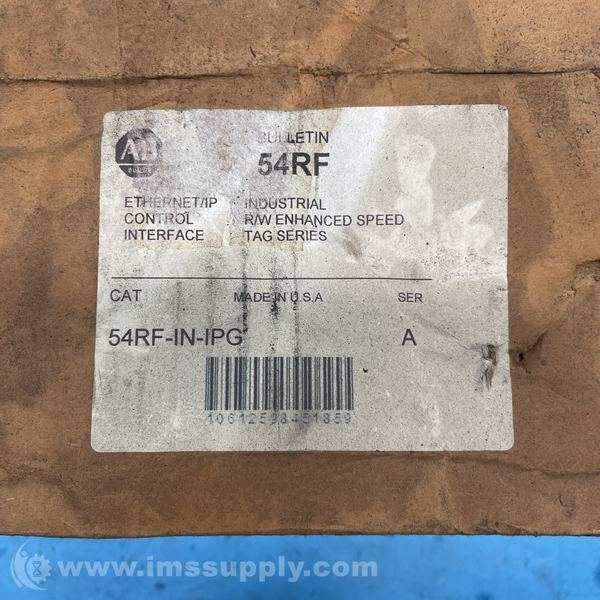 AB
QUALITY
BULLETIN
54RF
ETHERNET/IP INDUSTRIAL
CONTROL R/W ENHANCED SPEED
INTERFACE TAG SERIES
CAT MADE IN U.S.A SER
54RF-IN-IPG A
10612598451859
www.imssupply.com